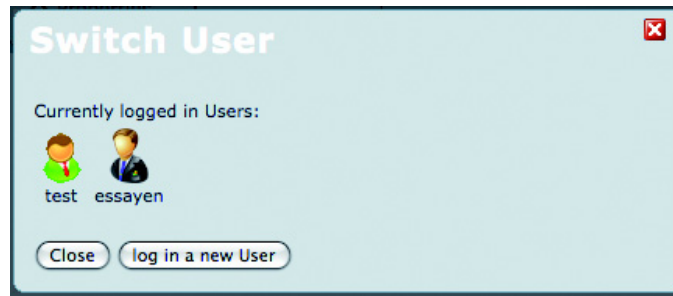 Switch User
Currently logged in Users:
test essayen
Close log in a new User